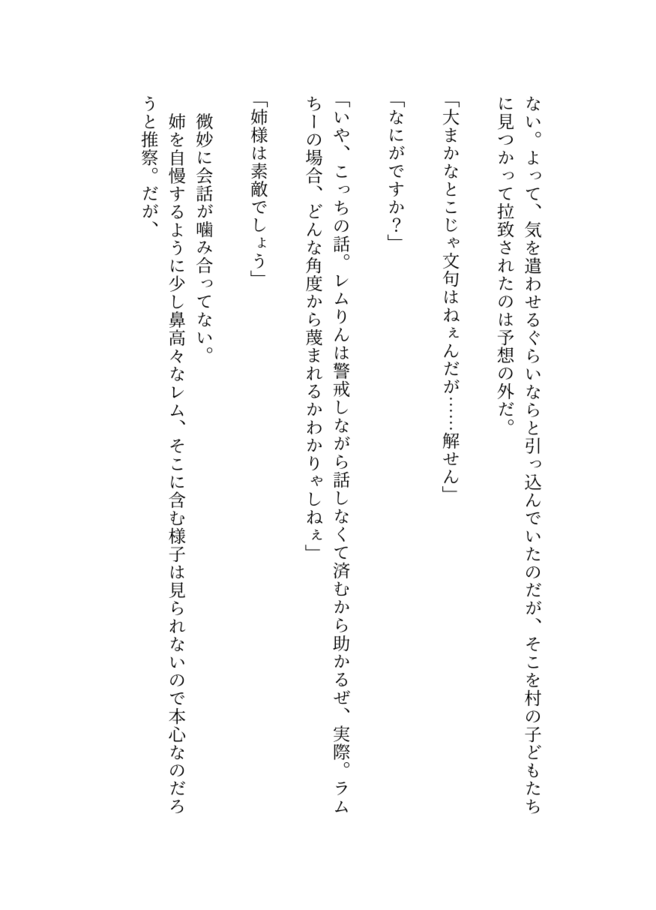 ない。よって、気を遣わせるぐらいならと引っ込んでいたのだが、そこを村の子どもたち
に見つかって拉致されたのは予想の外だ。
「大まかなとこじゃ文句はねぇんだが……解せん」
「なにがですか？」
「いや、こっちの話。レムりんは警戒しながら話しなくて済むから助かるぜ、実際。ラム
ちーの場合、どんな角度から蔑まれるかわかりゃしねぇ」
「姉様は素敵でしょう」
　微妙に会話が噛み合ってない。
　姉を自慢するように少し鼻高々なレム、そこに含む様子は見られないので本心なのだろ
うと推察。だが、